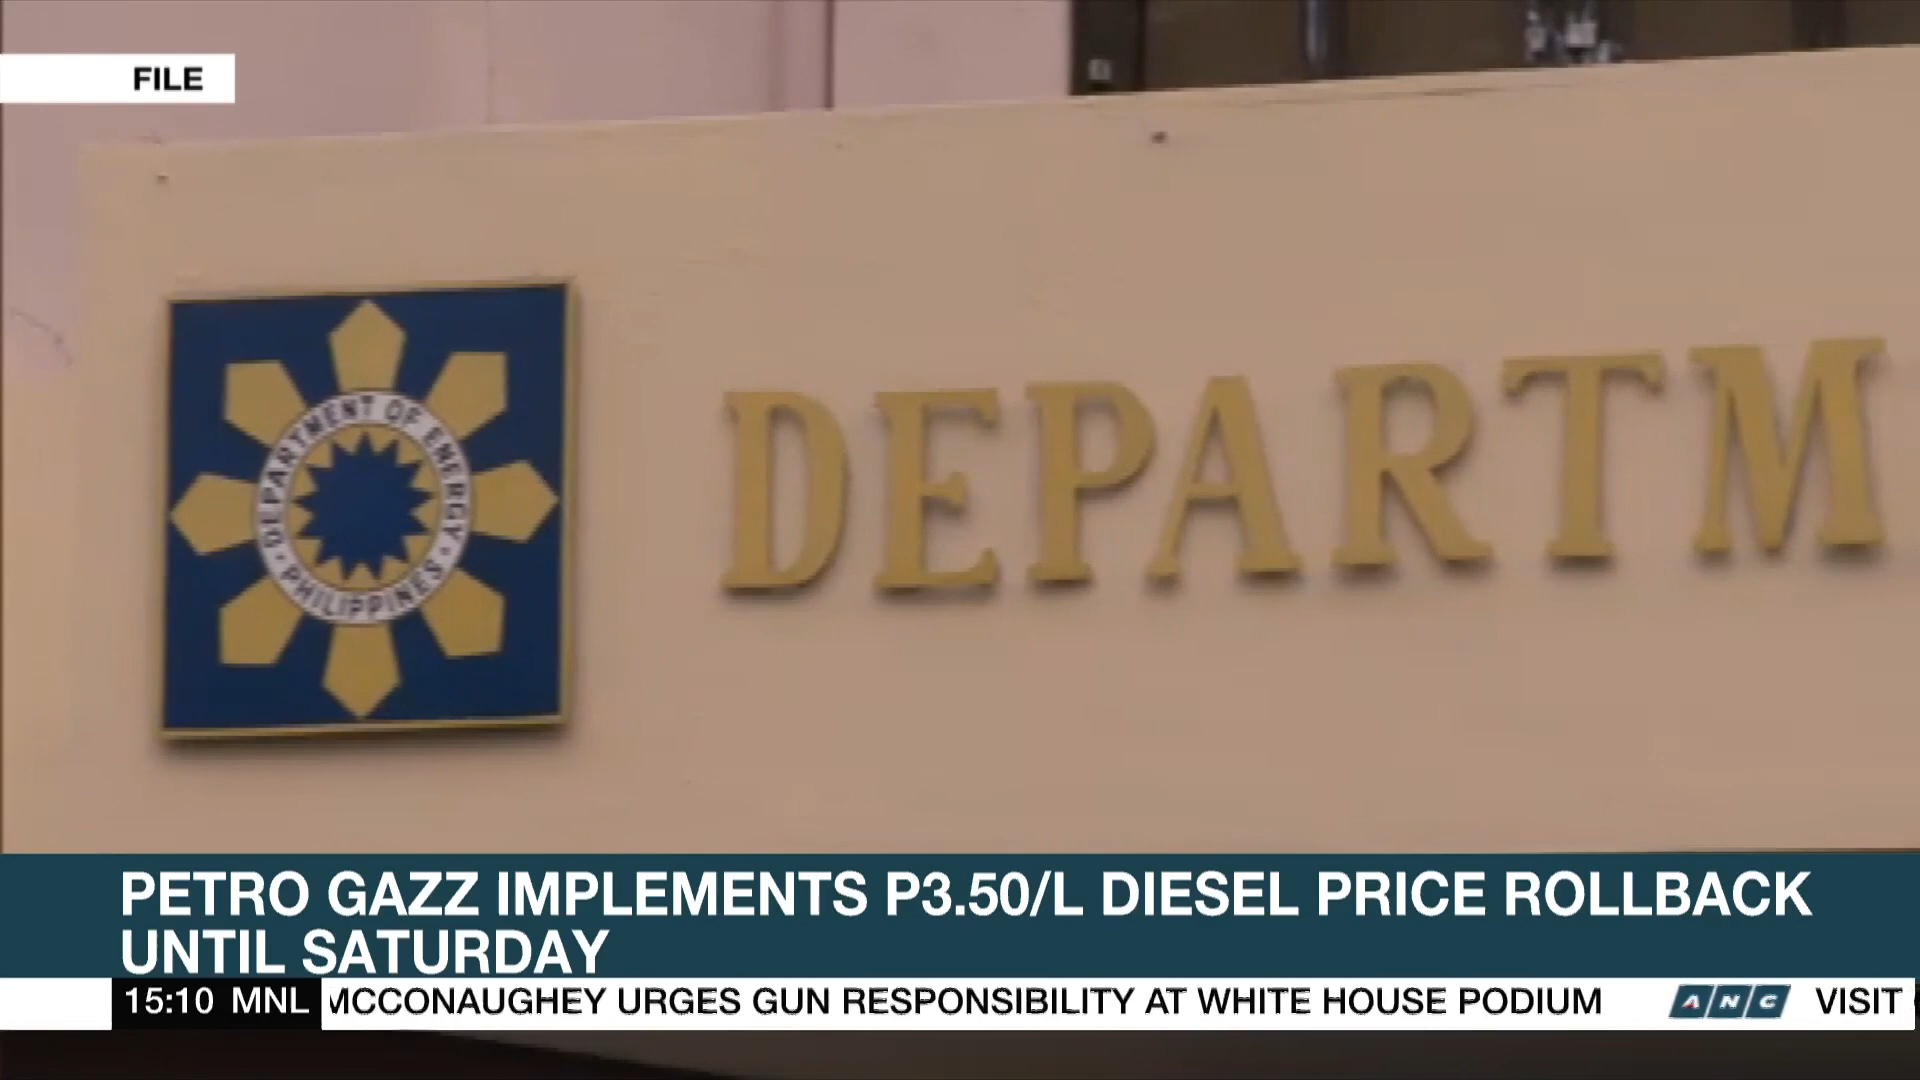 FILE
DEPARTMENT OF ENERGY
PHILIPPINES
DEPARTM
PETRO GAZZ IMPLEMENTS P3.50/L DIESEL PRICE ROLLBACK
UNTIL SATURDAY
15:10 MNL MCCONAUGHEY URGES GUN RESPONSIBILITY AT WHITE HOUSE PODIUM ANC VISIT